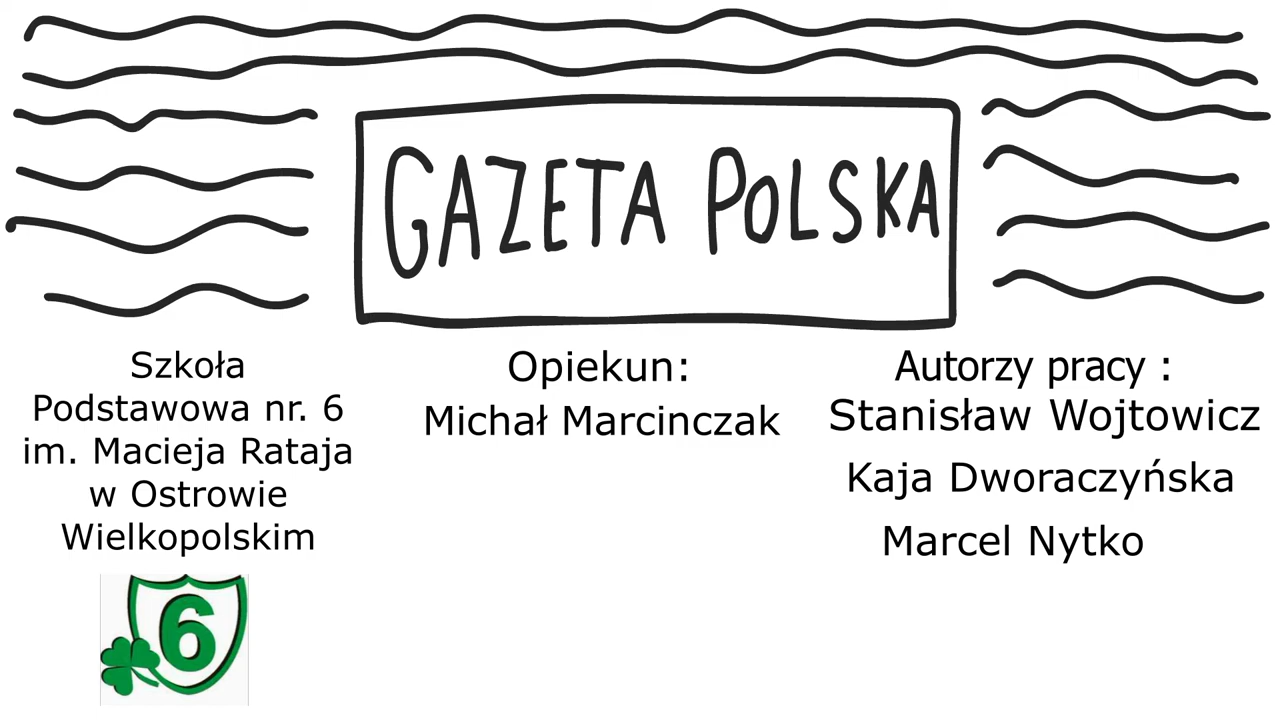 GAZETA POLSKA
Szkoła
Podstawowa nr. 6
im. Macieja Rataja
w Ostrowie
Wielkopolskim
6
Opiekun:
Michał Marcinczak
Autorzy pracy :
Stanisław Wojtowicz
Kaja Dworaczyńska
Marcel Nytko